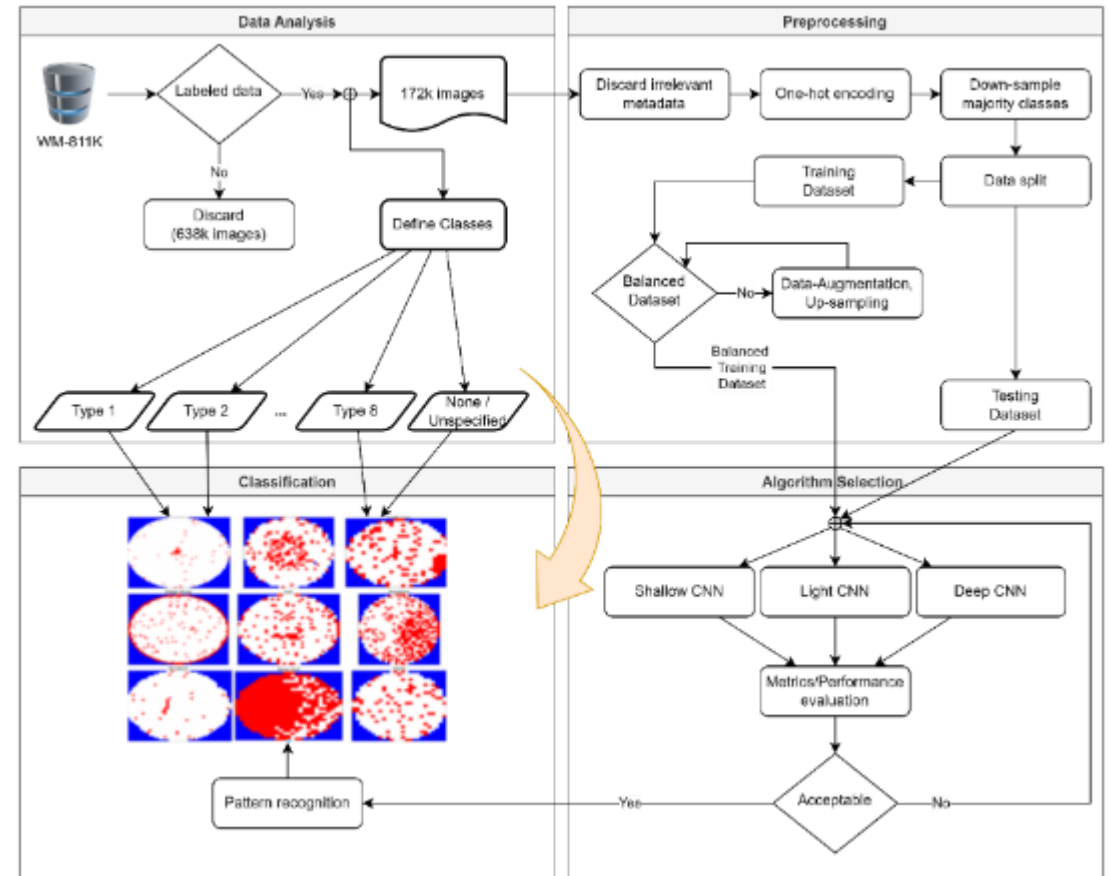 Data Analysis
WM-811K
Labeled data
Yes
172k images
No
Discard
(638k images)
Define Classes
Type 1
Type 2
...
Type 8
None /
Unspecified
Preprocessing
Discard irrelevant
metadata
One-hot encoding
Down-sample
majority classes
Training
Dataset
Data split
Balanced
Dataset
No
Data-Augmentation,
Up-sampling
Balanced
Training
Dataset
Testing
Dataset
Classification
Pattern recognition
Algorithm Selection
Shallow CNN
Light CNN
Deep CNN
Metrics/Performance
evaluation
Acceptable
Yes
No